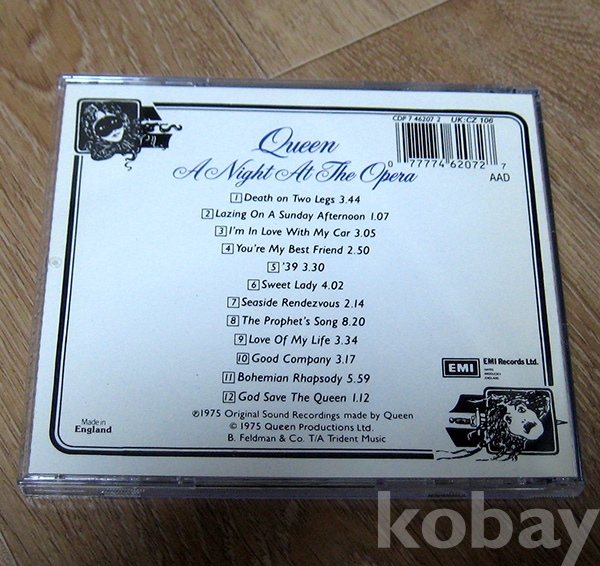 CDP 7 46207 2 UK:CZ 106
Queen
A Night At The Opera
0 77774 62072 7
AAD
1 Death on Two Legs 3.44
2 Lazing On A Sunday Afternoon 1.07
3 I'm In Love With My Car 3.05
4 You're My Best Friend 2.50
5 '39 3.30
6 Sweet Lady 4.02
7 Seaside Rendezvous 2.14
8 The Prophet's Song 8.20
9 Love Of My Life 3.34
10 Good Company 3.17
11 Bohemian Rhapsody 5.59
12 God Save The Queen 1.12
℗1975 Original Sound Recordings made by Queen
© 1975 Queen Productions Ltd.
B. Feldman & Co. T/A Trident Music
EMI
EMI Records Ltd.
ENGLAND
Made in
England
kobay